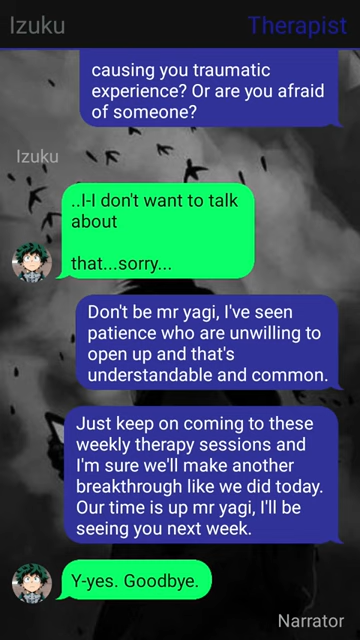 Izuku
Therapist
causing you traumatic
experience? Or are you afraid
of someone?
Izuku
..I-I don't want to talk
about
that...sorry...
Don't be mr yagi, I've seen
patience who are unwilling to
open up and that's
understandable and common.
Just keep on coming to these
weekly therapy sessions and
I'm sure we'll make another
breakthrough like we did today.
Our time is up mr yagi, I'll be
seeing you next week.
Y-yes. Goodbye.
Narrator